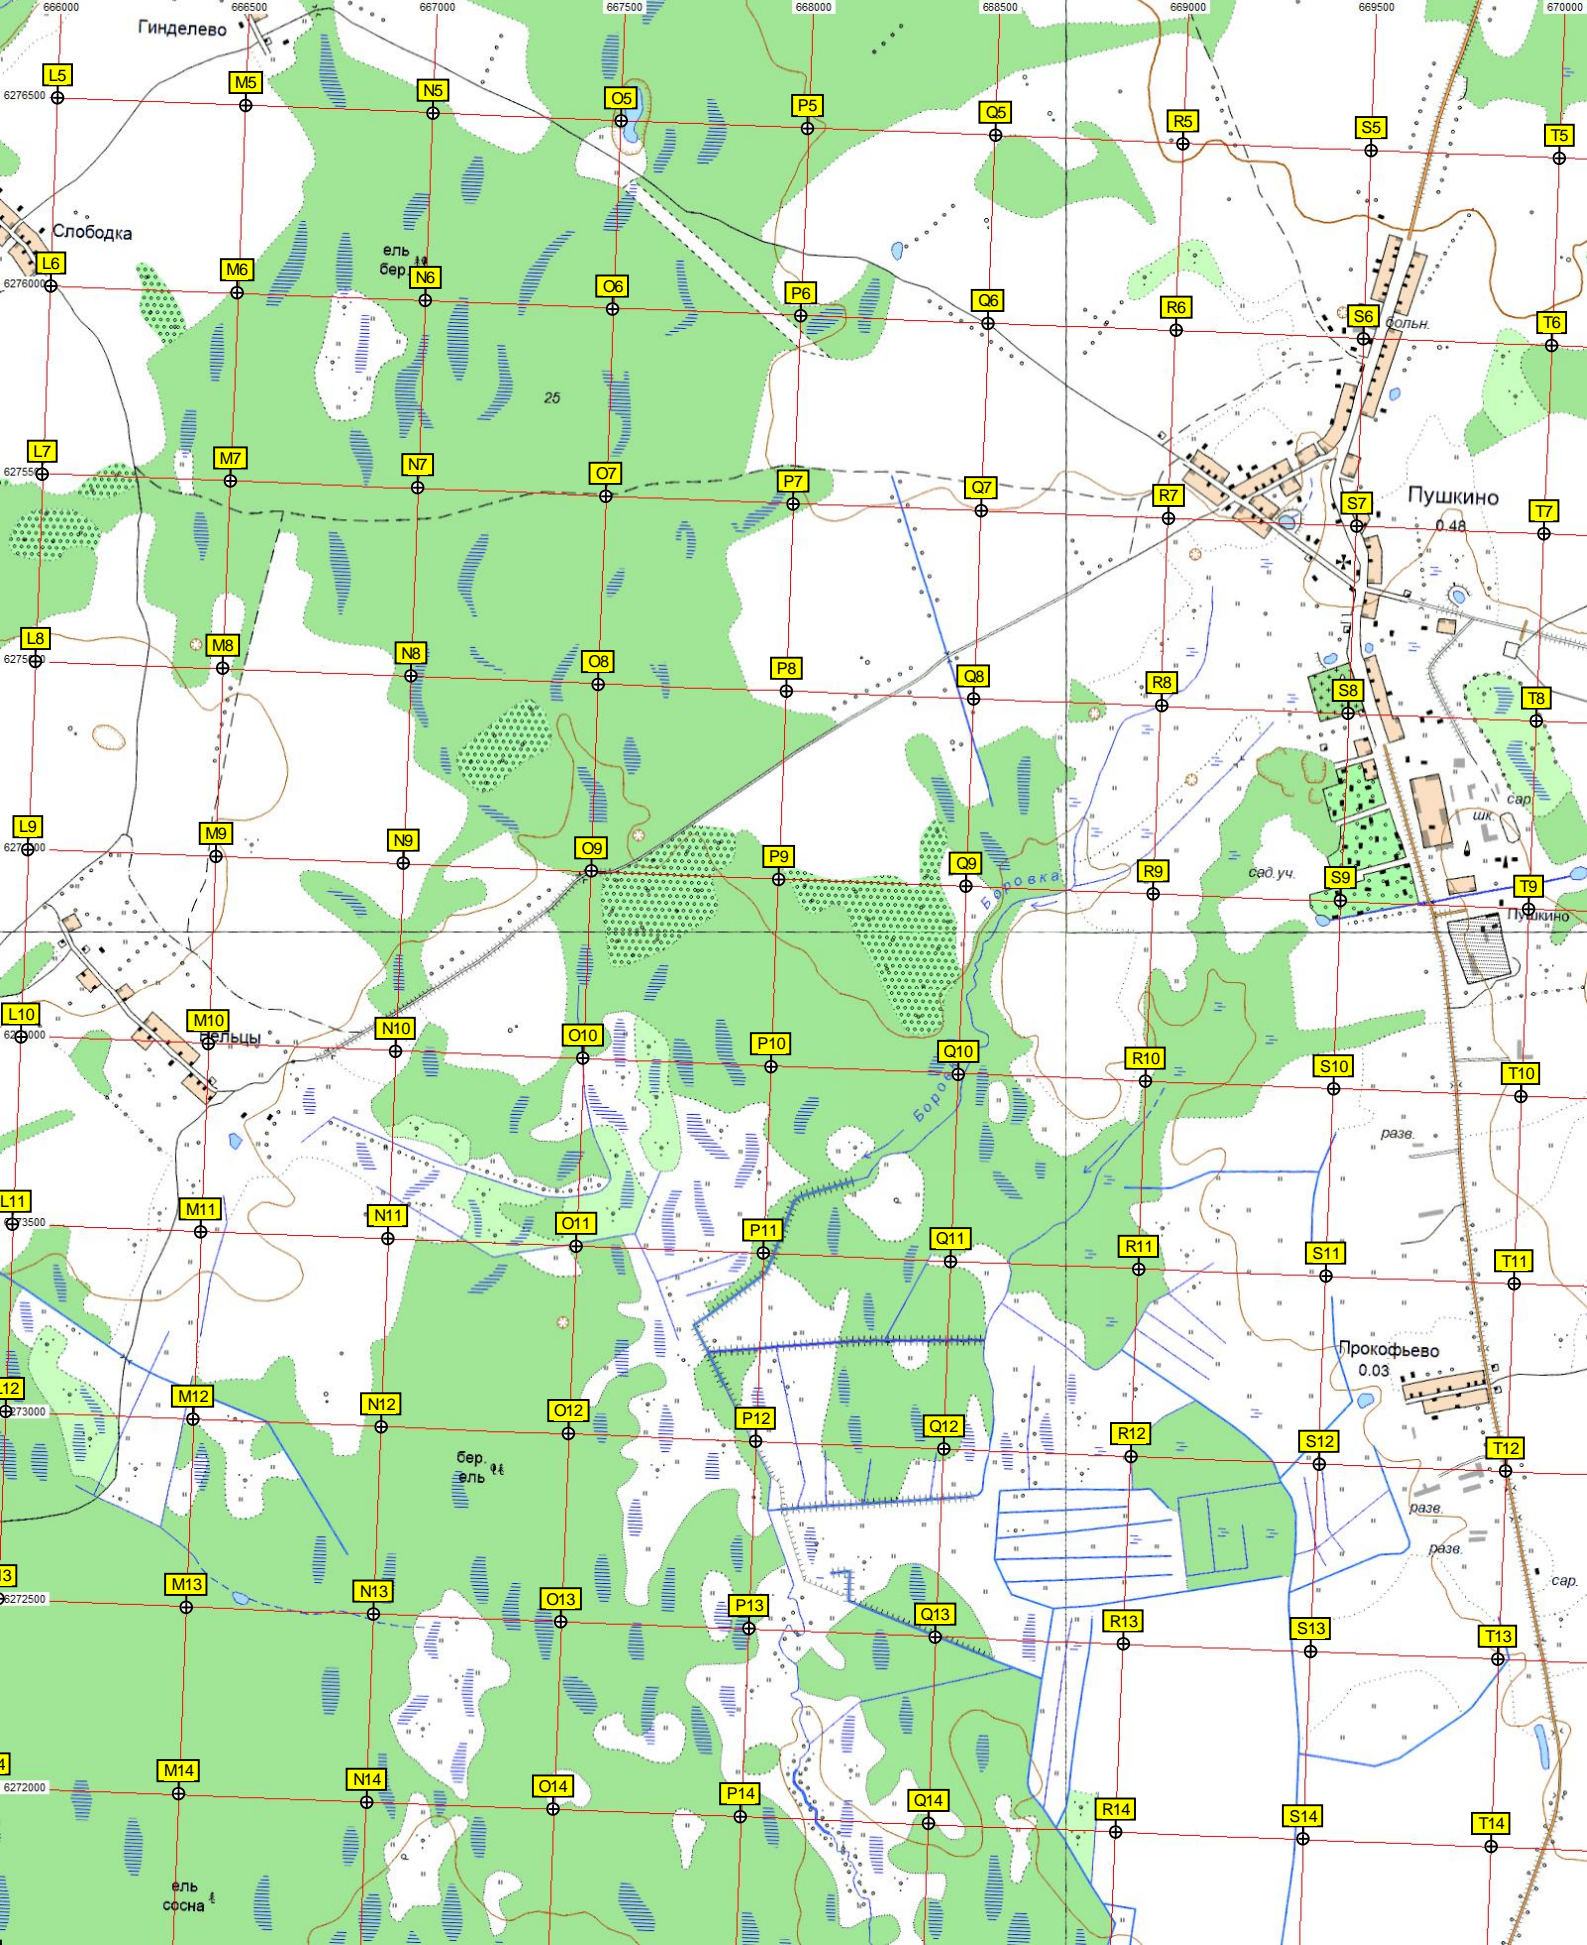 666000 666500 667000 667500 668000 668500 669000 669500 670000
Гинделево
L5 M5 N5 O5 P5 Q5 R5 S5 T5
6276500
Слободка
ель
бер.
L6 M6 N6 O6 P6 Q6 R6 S6 T6
6276000
больн.
25
L7 M7 N7 O7 P7 Q7 R7 S7 T7
Пушкино
0.48
L8 M8 N8 O8 P8 Q8 R8 S8 T8
сар.
шк.
L9 M9 N9 O9 P9 Q9 R9 S9 T9
Боровка
сад.уч.
Пушкино
L10 M10 N10 O10 P10 Q10 R10 S10 T10
разв.
L11 M11 N11 O11 P11 Q11 R11 S11 T11
Прокофьево
0.03
M12 N12 O12 P12 Q12 R12 S12 T12
бер.
ель
разв.
разв.
сар.
M13 N13 O13 P13 Q13 R13 S13 T13
6272500
M14 N14 O14 P14 Q14 R14 S14 T14
6272000
ель
сосна